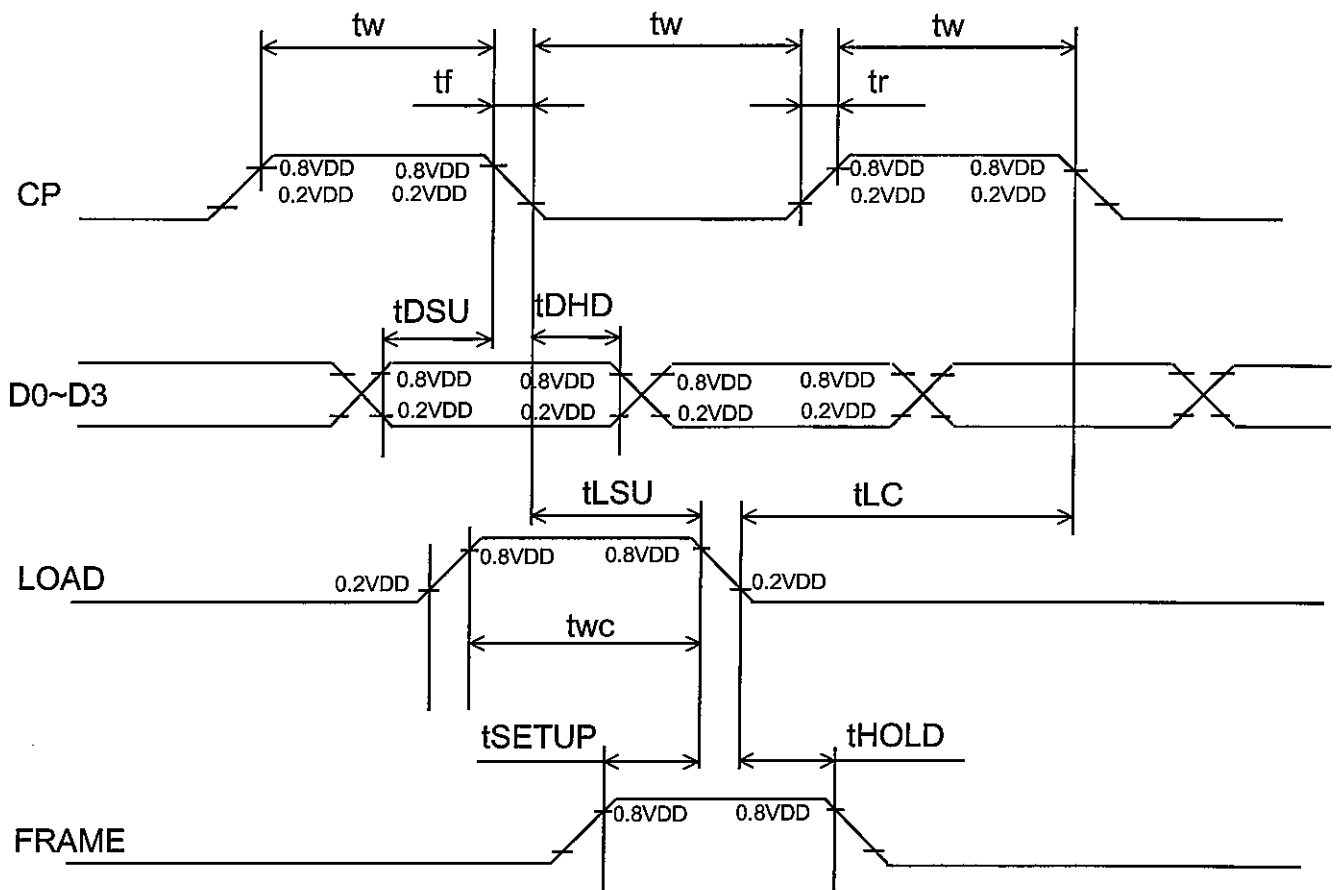 tw tw tw
tf tr
CP
0.8VDD 0.8VDD 0.8VDD 0.8VDD
0.2VDD 0.2VDD 0.2VDD 0.2VDD
tDSU tDHD
D0~D3
0.8VDD 0.8VDD 0.8VDD 0.8VDD
0.2VDD 0.2VDD 0.2VDD 0.2VDD
tLSU tLC
LOAD
0.8VDD 0.8VDD
0.2VDD 0.2VDD
twc
tSETUP tHOLD
FRAME
0.8VDD 0.8VDD